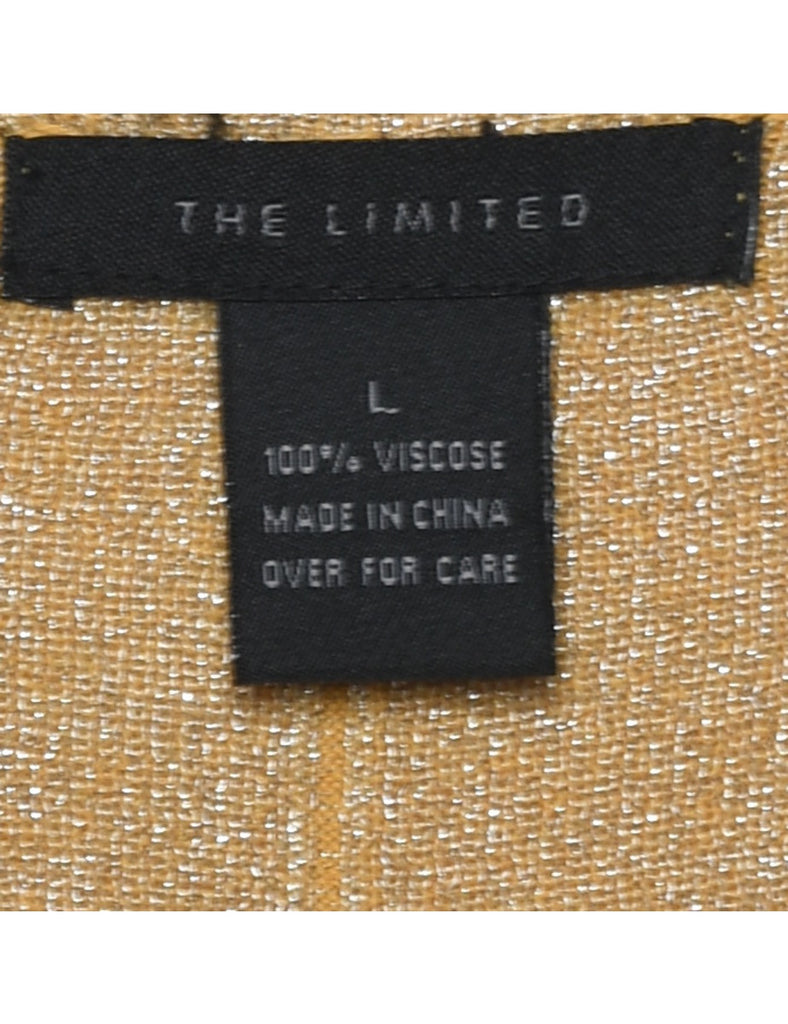 THE LIMITED
L
100% VISCOSE
MADE IN CHINA
OVER FOR CARE